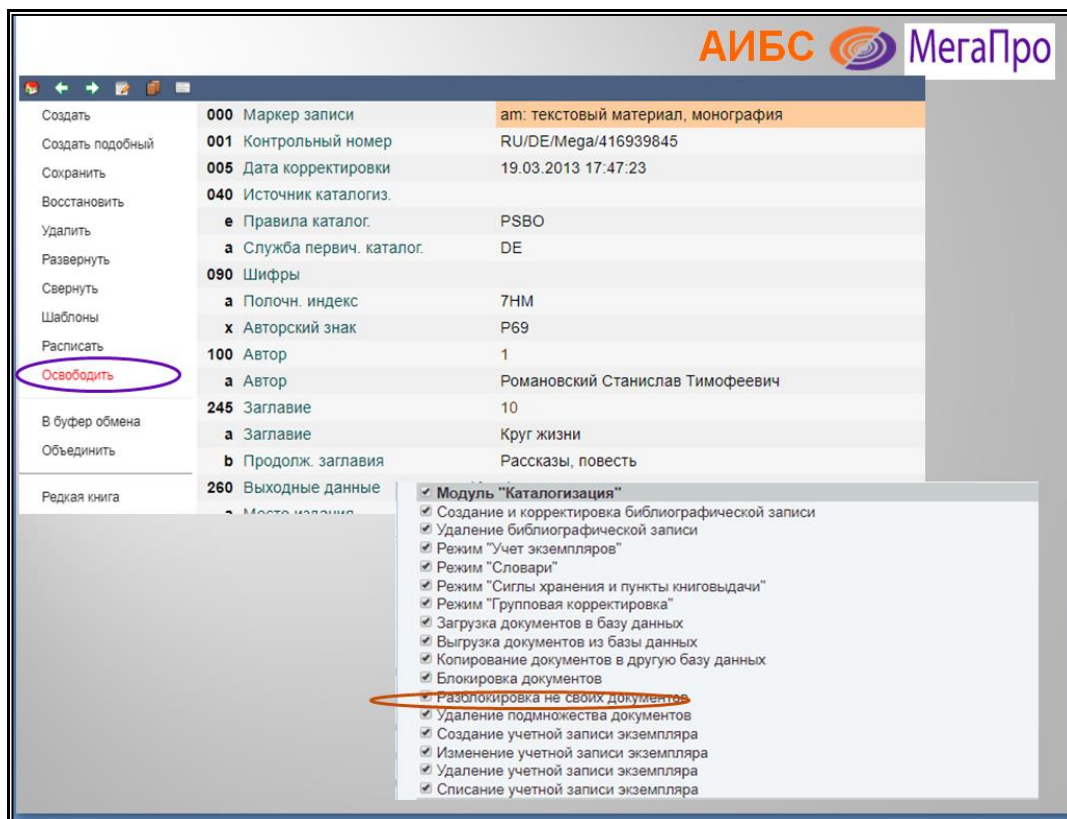 АИБС МегаПро
Создать
Создать подобный
Сохранить
Восстановить
Удалить
Развернуть
Свернуть
Шаблоны
Расписать
Освободить
В буфер обмена
Объединить
Редкая книга
000 Маркер записи am: текстовый материал, монография
001 Контрольный номер RU/DE/Mega/416939845
005 Дата корректировки 19.03.2013 17:47:23
040 Источник каталогиз.
e Правила каталог. PSBO
a Служба первич. каталог. DE
090 Шифры
a Полочн. индекс 7НМ
x Авторский знак Р69
100 Автор 1
a Автор Романовский Станислав Тимофеевич
245 Заглавие 10
a Заглавие Круг жизни
b Продолж. заглавия Рассказы, повесть
260 Выходные данные
a Место издания
Модуль "Каталогизация"
Создание и корректировка библиографической записи
Удаление библиографической записи
Режим "Учет экземпляров"
Режим "Словари"
Режим "Сиглы хранения и пункты книговыдачи"
Режим "Групповая корректировка"
Загрузка документов в базу данных
Выгрузка документов из базы данных
Копирование документов в другую базу данных
Блокировка документов
Разблокировка не своих документов
Удаление подмножества документов
Создание учетной записи экземпляра
Изменение учетной записи экземпляра
Удаление учетной записи экземпляра
Списание учетной записи экземпляра